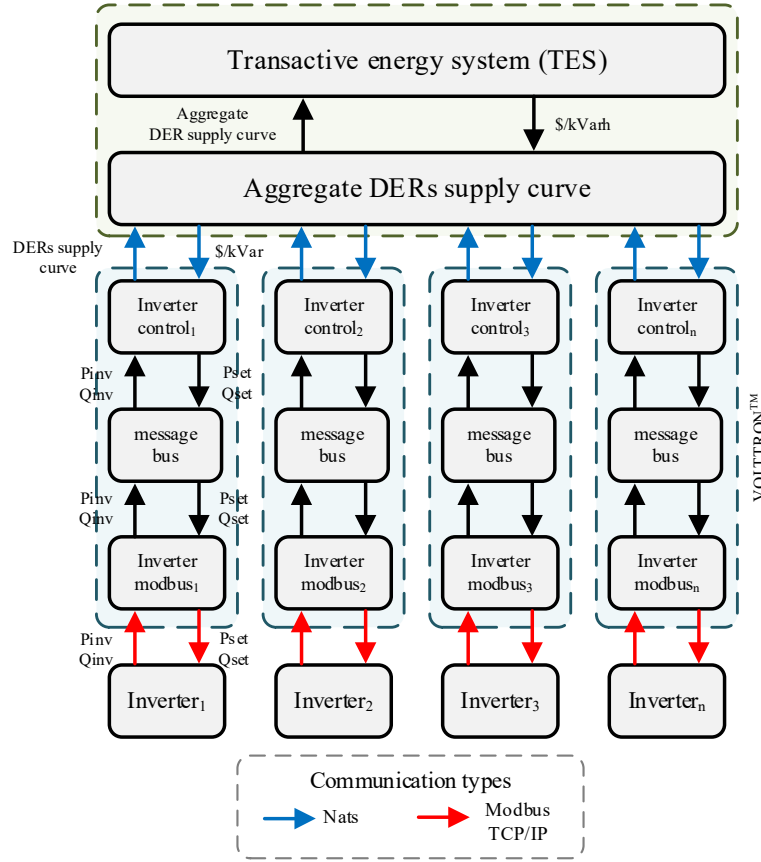 Transactive energy system (TES)
Aggregate
DER supply curve
$/kVarh
Aggregate DERs supply curve
DERs supply
curve
$/kVar
Inverter
control₁
Inverter
control₂
Inverter
control₃
Inverter
controlₙ
Pinv
Qinv
Pset
Qset
message
bus
message
bus
message
bus
message
bus
VOLTTRON™
Pinv
Qinv
Pset
Qset
Inverter
modbus₁
Inverter
modbus₂
Inverter
modbus₃
Inverter
modbusₙ
Pinv
Qinv
Pset
Qset
Inverter₁
Inverter₂
Inverter₃
Inverterₙ
Communication types
Nats
Modbus
TCP/IP